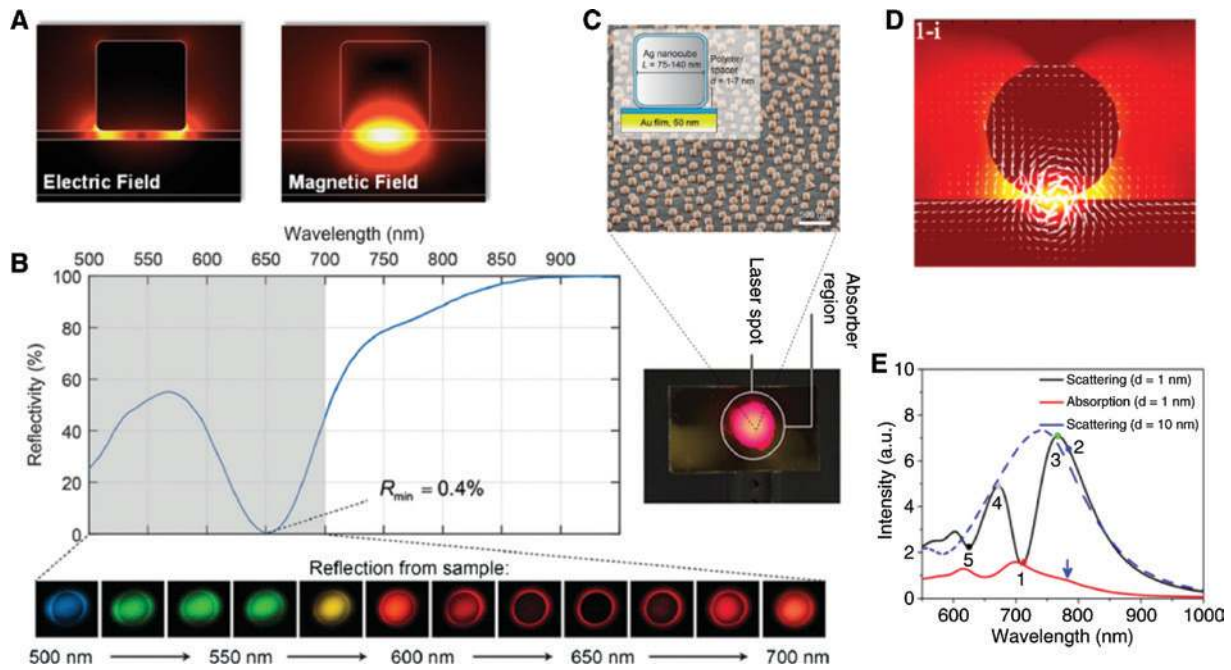 A
Electric Field
Magnetic Field
B
Wavelength (nm)
500 550 600 650 700 750 800 850 900
Reflectivity (%)
100
80
60
40
20
0
R_min = 0.4%
Reflection from sample:
500 nm 550 nm 600 nm 650 nm 700 nm
C
Ag nanocube
L = 75-140 nm
Polymer
spacer
d = 1-7 nm
Au film, 50 nm
Laser spot
Absorber
region
D
1-i
E
Scattering (d = 1 nm)
Absorption (d = 1 nm)
Scattering (d = 10 nm)
Intensity (a.u.)
10
8
6
4
2
0
1
2
3
4
5
600 700 800 900 1000
Wavelength (nm)